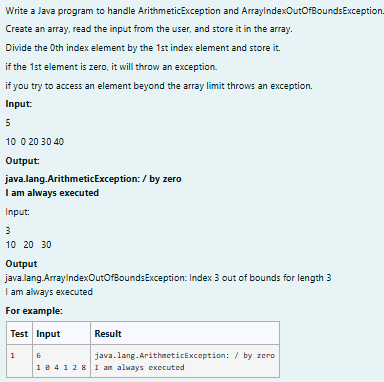 Write a Java program to handle ArithmeticException and ArrayIndexOutOfBoundsException.
Create an array, read the input from the user, and store it in the array.
Divide the 0th index element by the 1st index element and store it.
if the 1st element is zero, it will throw an exception.
if you try to access an element beyond the array limit throws an exception.
Input:
5
10 0 20 30 40
Output:
java.lang.ArithmeticException: / by zero
I am always executed
Input:
3
10 20 30
Output
java.lang.ArrayIndexOutOfBoundsException: Index 3 out of bounds for length 3
I am always executed
For example:
Test Input Result
1 6 java.lang.ArithmeticException: / by zero
1 0 4 1 2 8 I am always executed